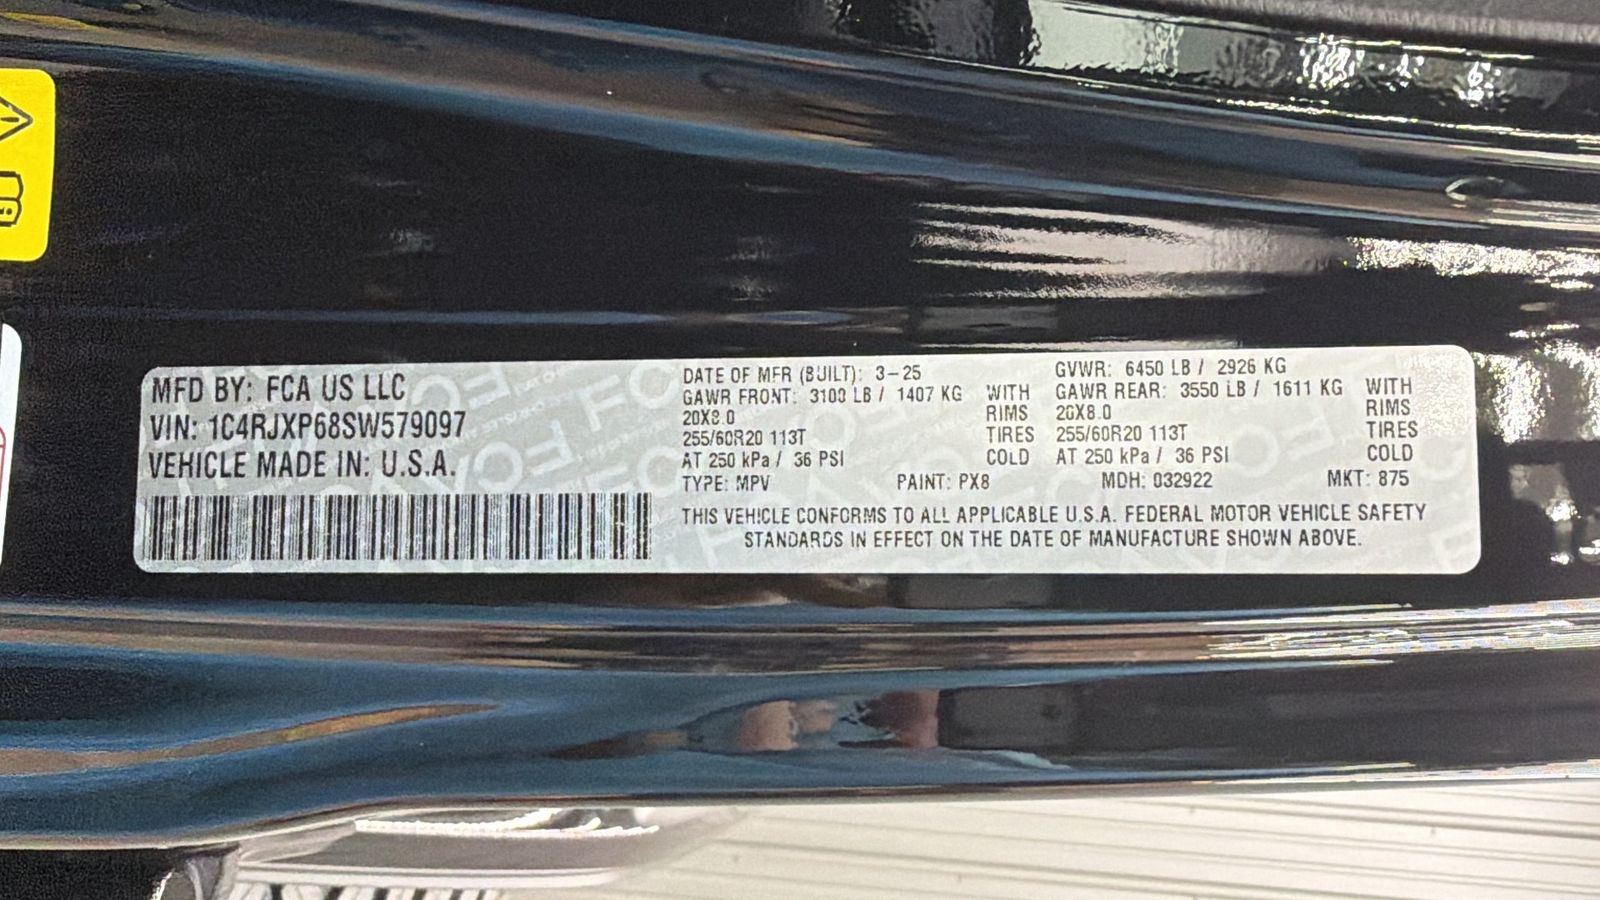 MFD BY: FCA US LLC
VIN: 1C4RJXP68SW579097
VEHICLE MADE IN: U.S.A.
DATE OF MFR (BUILT): 3-25
GAWR FRONT: 3100 LB / 1407 KG WITH
20X8.0 RIMS
255/60R20 113T TIRES
AT 250 kPa / 36 PSI COLD
GVWR: 6450 LB / 2926 KG
GAWR REAR: 3550 LB / 1611 KG WITH
20X8.0 RIMS
255/60R20 113T TIRES
AT 250 kPa / 36 PSI COLD
TYPE: MPV PAINT: PX8 MDH: 032922 MKT: 875
THIS VEHICLE CONFORMS TO ALL APPLICABLE U.S.A. FEDERAL MOTOR VEHICLE SAFETY
STANDARDS IN EFFECT ON THE DATE OF MANUFACTURE SHOWN ABOVE.